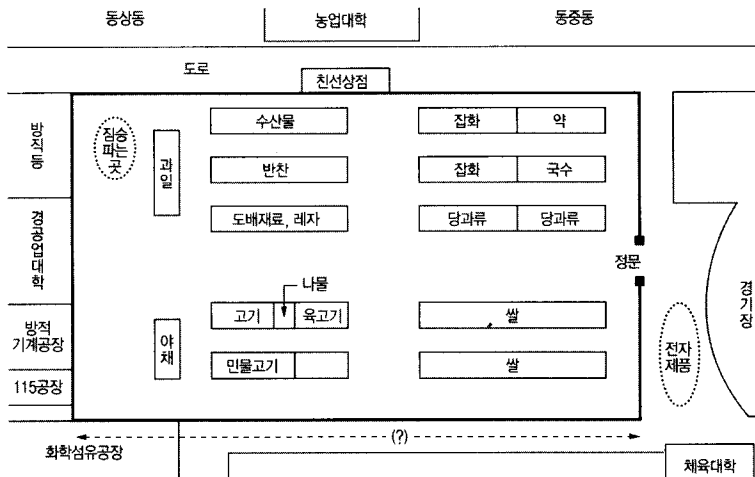 동상동
농업대학
동중동
도로
친선상점
방직동
짐승
파는
곳
과일
수산물
잡화
약
반찬
잡화
국수
도배재료, 레자
당과류
당과류
경공업대학
정문
경기장
나물
고기
육고기
쌀
방적
기계공장
야채
전자
제품
민물고기
쌀
115공장
(?)
화학섬유공장
체육대학